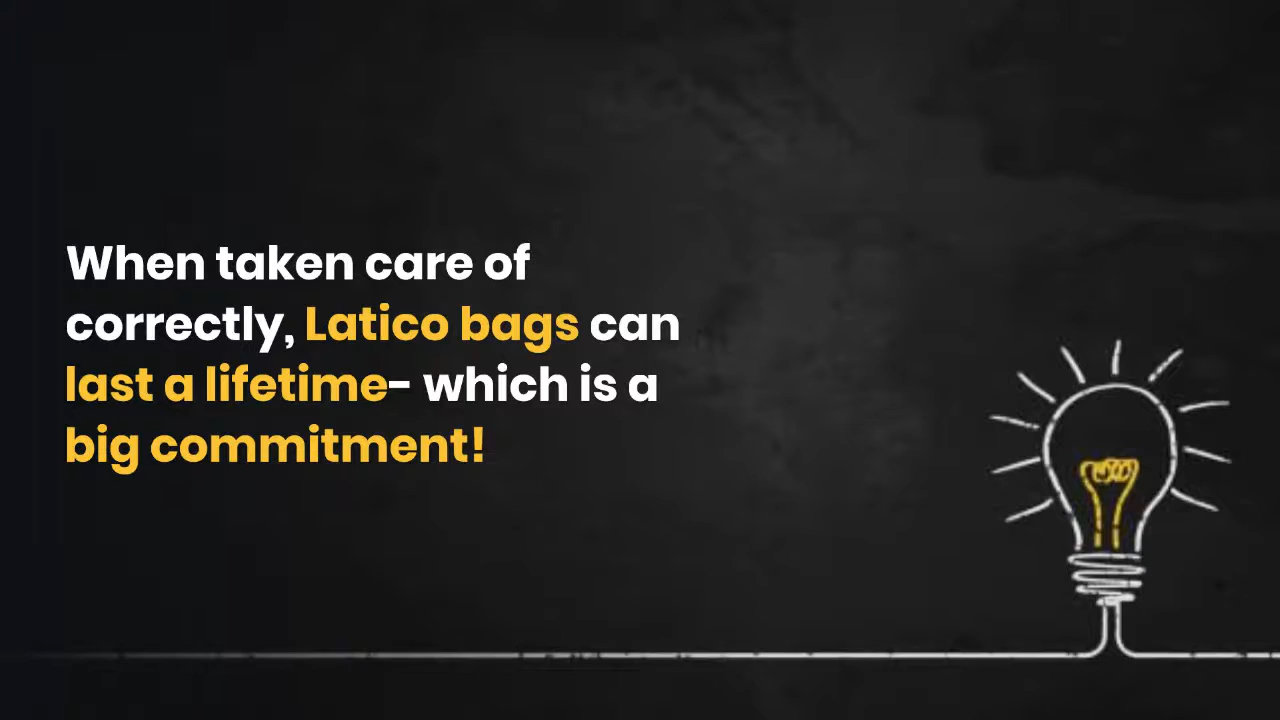 When taken care of
correctly, Latico bags can
last a lifetime- which is a
big commitment!